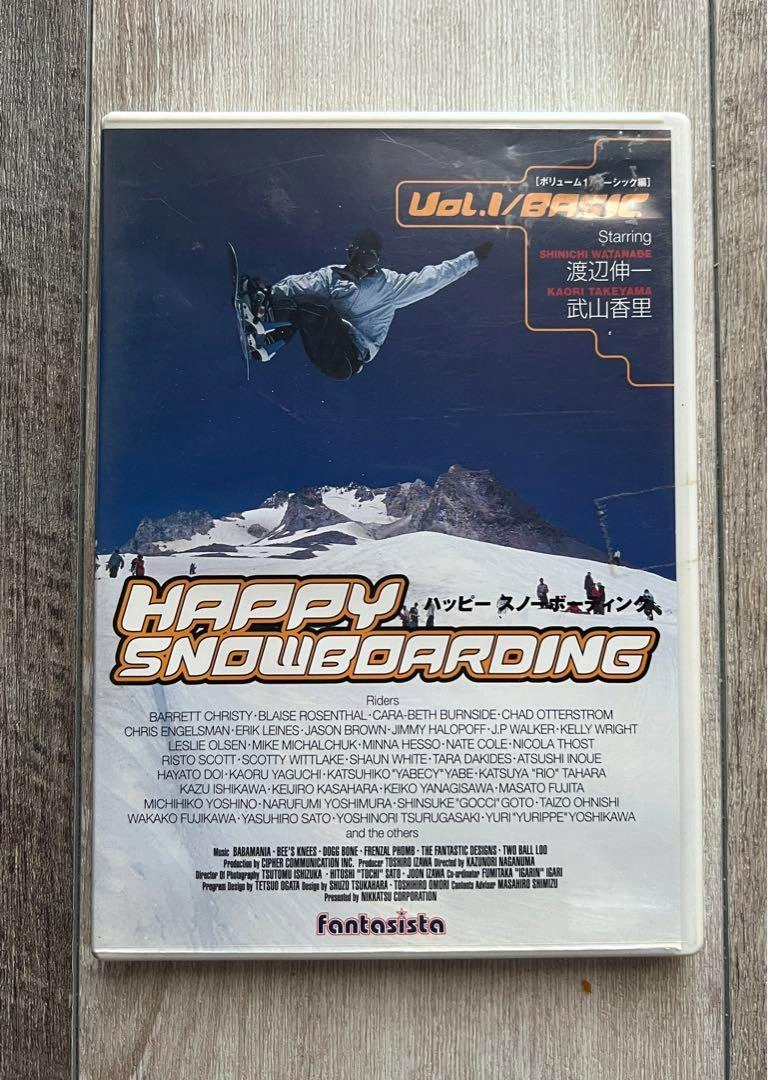 [ボリューム1/ベーシック編]
Vol.1/BASIC
Starring
SHINICHI WATANABE
渡辺伸一
KAORI TAKEYAMA
武山香里
HAPPY
ハッピー スノーボーディング
SNOWBOARDING
Riders
BARRETT CHRISTY・BLAISE ROSENTHAL・CARA-BETH BURNSIDE・CHAD OTTERSTROM
CHRIS ENGELSMAN・ERIK LEINES・JASON BROWN・JIMMY HALOPOFF・J.P WALKER・KELLY WRIGHT
LESLIE OLSEN・MIKE MICHALCHUK・MINNA HESSO・NATE COLE・NICOLA THOST
RISTO SCOTT・SCOTTY WITTLAKE・SHAUN WHITE・TARA DAKIDES・ATSUSHI INOUE
HAYATO DOI・KAORU YAGUCHI・KATSUHIKO"YABECY"YABE・KATSUYA "RIO" TAHARA
KAZU ISHIKAWA・KEIJIRO KASAHARA・KEIKO YANAGISAWA・MASATO FUJITA
MICHIHIKO YOSHINO・NARUFUMI YOSHIMURA・SHINSUKE"GOCCI"GOTO・TAIZO OHNISHI
WAKAKO FUJIKAWA・YASUHIRO SATO・YOSHINORI TSURUGASAKI・YURI "YURIPPE" YOSHIKAWA
and the others
Music BABAMANIA・BEE'S KNEES・DOGG BONE・FRENZAL PHOMB・THE FANTASTIC DESIGNS・TWO BALL LOO
Production by CIPHER COMMUNICATION INC. Producer TOSHIRO IZAWA Directed by KAZUNORI NAGANUMA
Director Of Photography TSUTOMU ISHIZUKA・HITOSHI "TOCHI" SATO・JOON IZAWA Co-ordinator FUMITAKA "IGARIN" IGARI
Program Design by TETSUO OGATA Design by SHUZO TSUKAHARA・TOSHIHIRO OMORI Contents Adviser MASAHIRO SHIMIZU
Presented by NIKKATSU CORPORATION
fantasista